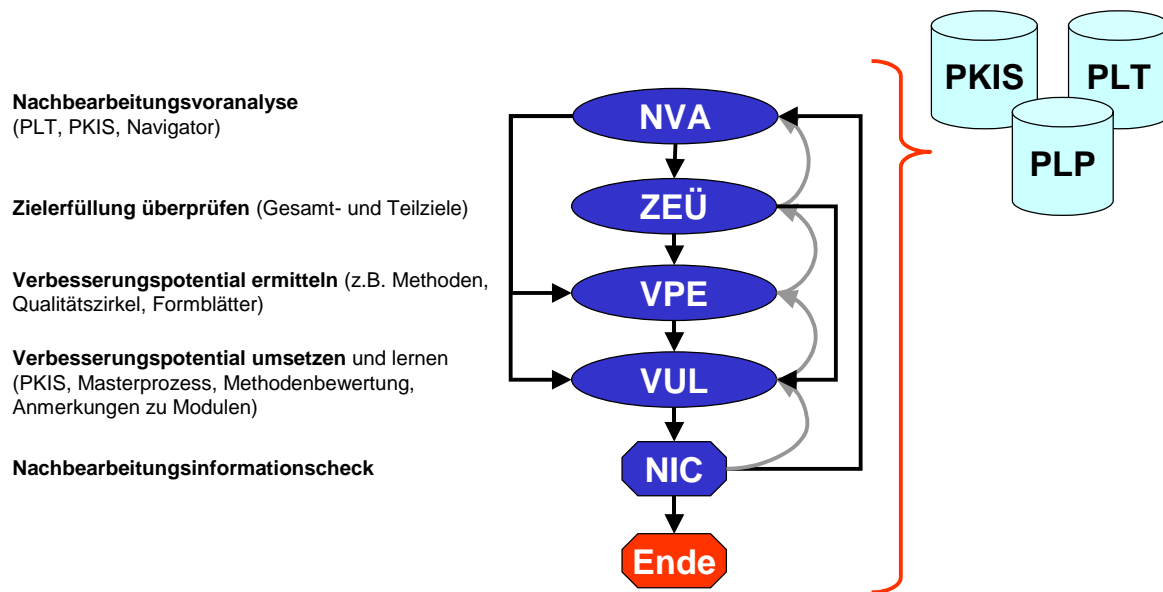 PKIS
PLT
PLP
Nachbearbeitungsvoranalyse
(PLT, PKIS, Navigator)
NVA
Zielerfüllung überprüfen (Gesamt- und Teilziele)
ZEÜ
Verbesserungspotential ermitteln (z.B. Methoden,
Qualitätszirkel, Formblätter)
VPE
Verbesserungspotential umsetzen und lernen
(PKIS, Masterprozess, Methodenbewertung,
Anmerkungen zu Modulen)
VUL
Nachbearbeitungsinformationscheck
NIC
Ende